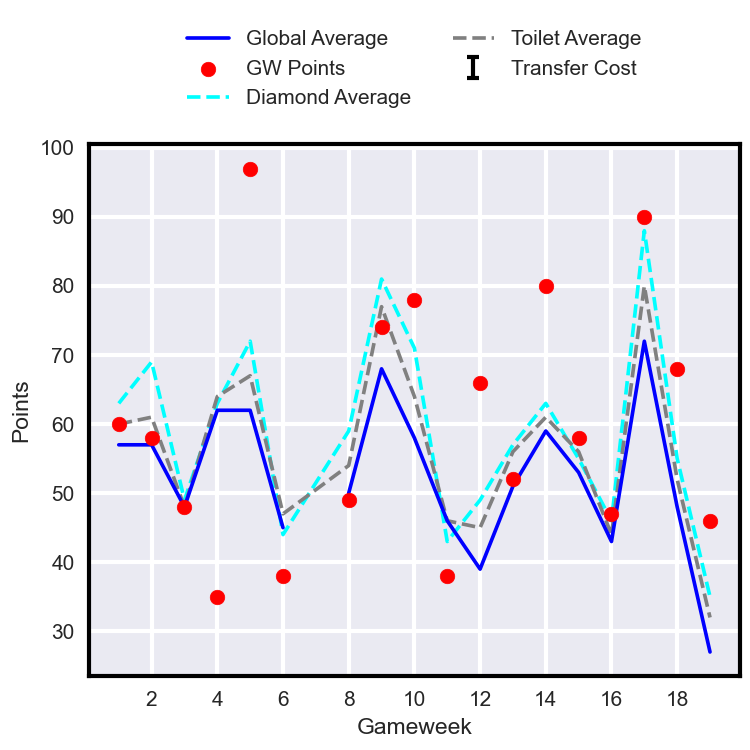 Global Average
GW Points
Diamond Average
Toilet Average
Transfer Cost
100
90
80
70
60
50
40
30
Points
2 4 6 8 10 12 14 16 18
Gameweek